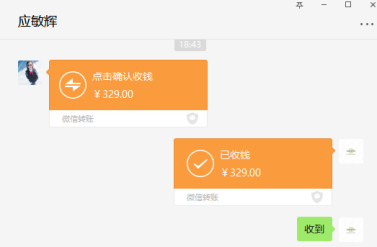 应敏辉
18:43
点击确认收钱
￥329.00
微信转账
已收钱
￥329.00
微信转账
收到